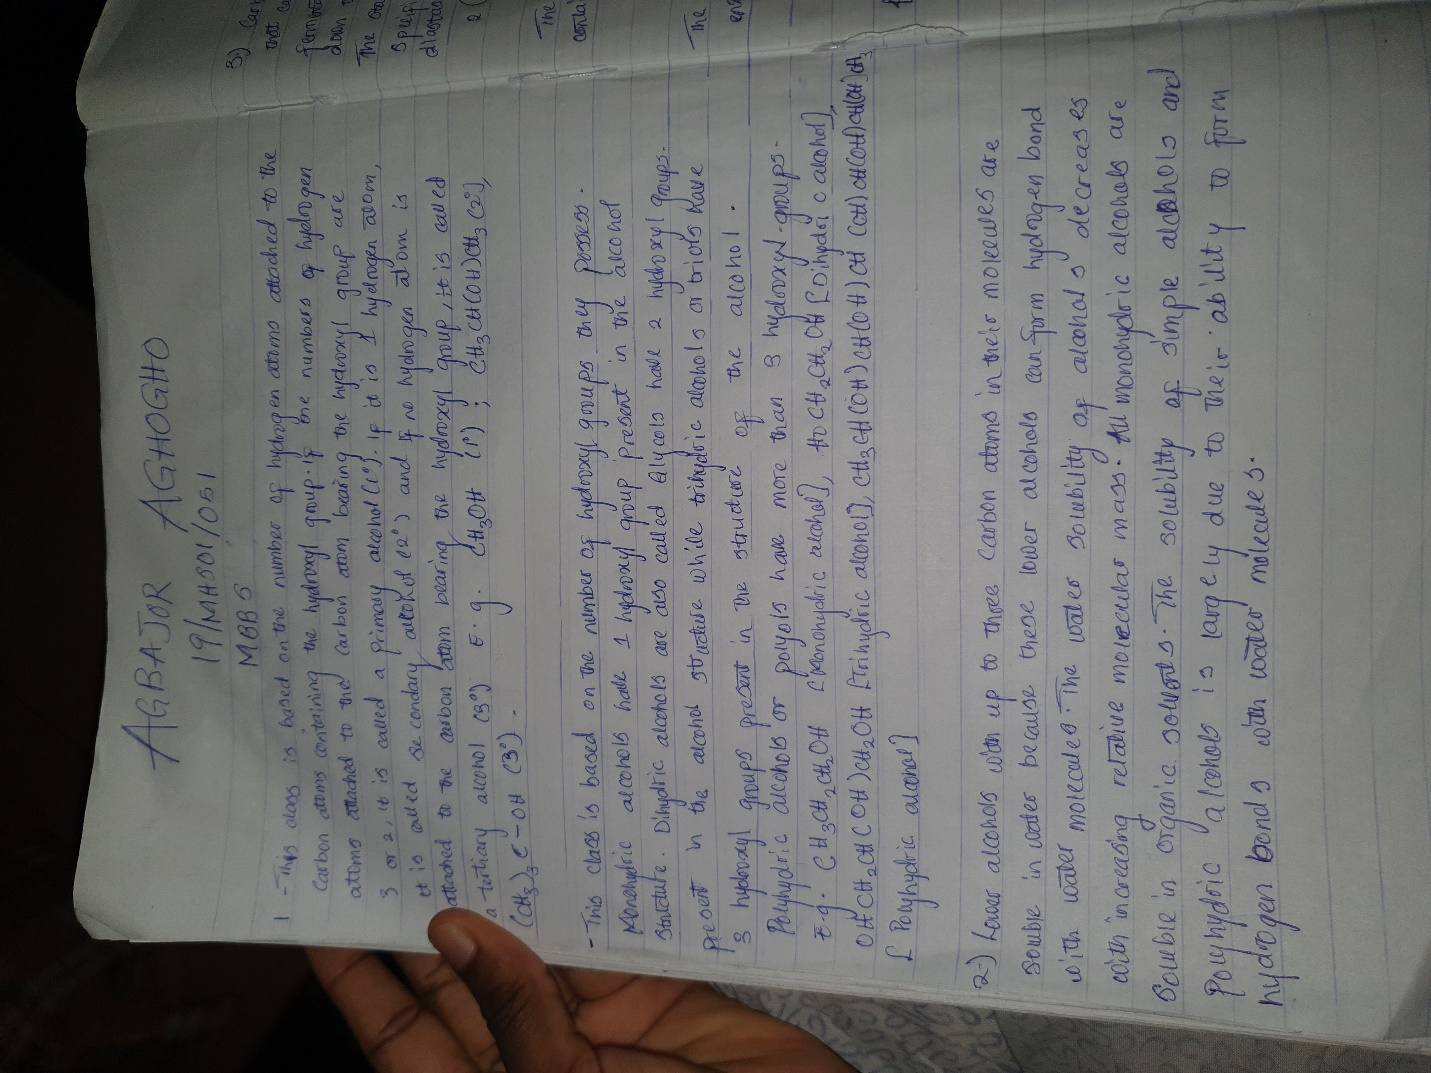 AGBAJOR AGHOGHO
19/MHS01/051
MBBS
1 - This class is based on the number of hydrogen atoms attached to the
Carbon atoms containing the hydroxyl group. If the numbers of hydrogen
atoms attached to the Carbon atom bearing the hydroxyl group are
3 or 2, it is called a primary alcohol (1°). If it is 1 hydrogen atom,
it is called secondary alcohol (2°) and if no hydrogen atom is
attached to the carbon atom bearing the hydroxyl group, it is called
a tertiary alcohol (3°) E.g. CH3OH (1°); CH3CH(OH)CH3 (2°),
(CH3)3C-OH (3°).
- This class is based on the number of hydroxyl groups they possess.
Monohydric alcohols have 1 hydroxyl group present in the alcohol
structure. Dihydric alcohols are also called Glycols have 2 hydroxyl groups.
present in the alcohol structure while trihydric alcohols or triols have
3 hydroxyl groups present in the structure of the alcohol.
Polyhydric alcohols or polyols have more than 3 hydroxyl groups.
E.g. CH3CH2CH2OH [Monohydric alcohol], HOCH2CH2OH [Dihydric alcohol],
OHCH2CH(OH)CH2OH [Trihydric alcohol], CH3CH(OH)CH(OH)CH(OH)CH(OH)CH(OH)CH3
[Polyhydric alcohol]
2-) Lower alcohols with up to three carbon atoms in their molecules are
soluble in water because these lower alcohols can form hydrogen bond
with water molecules. The water solubility of alcohols decreases
with increasing relative molecular mass. All monohydric alcohols are
Soluble in organic solvents. The solubility of simple alcohols and
Polyhydric alcohols is largely due to their ability to form
hydrogen bonds with water molecules.
3)
that
down
The
The
The